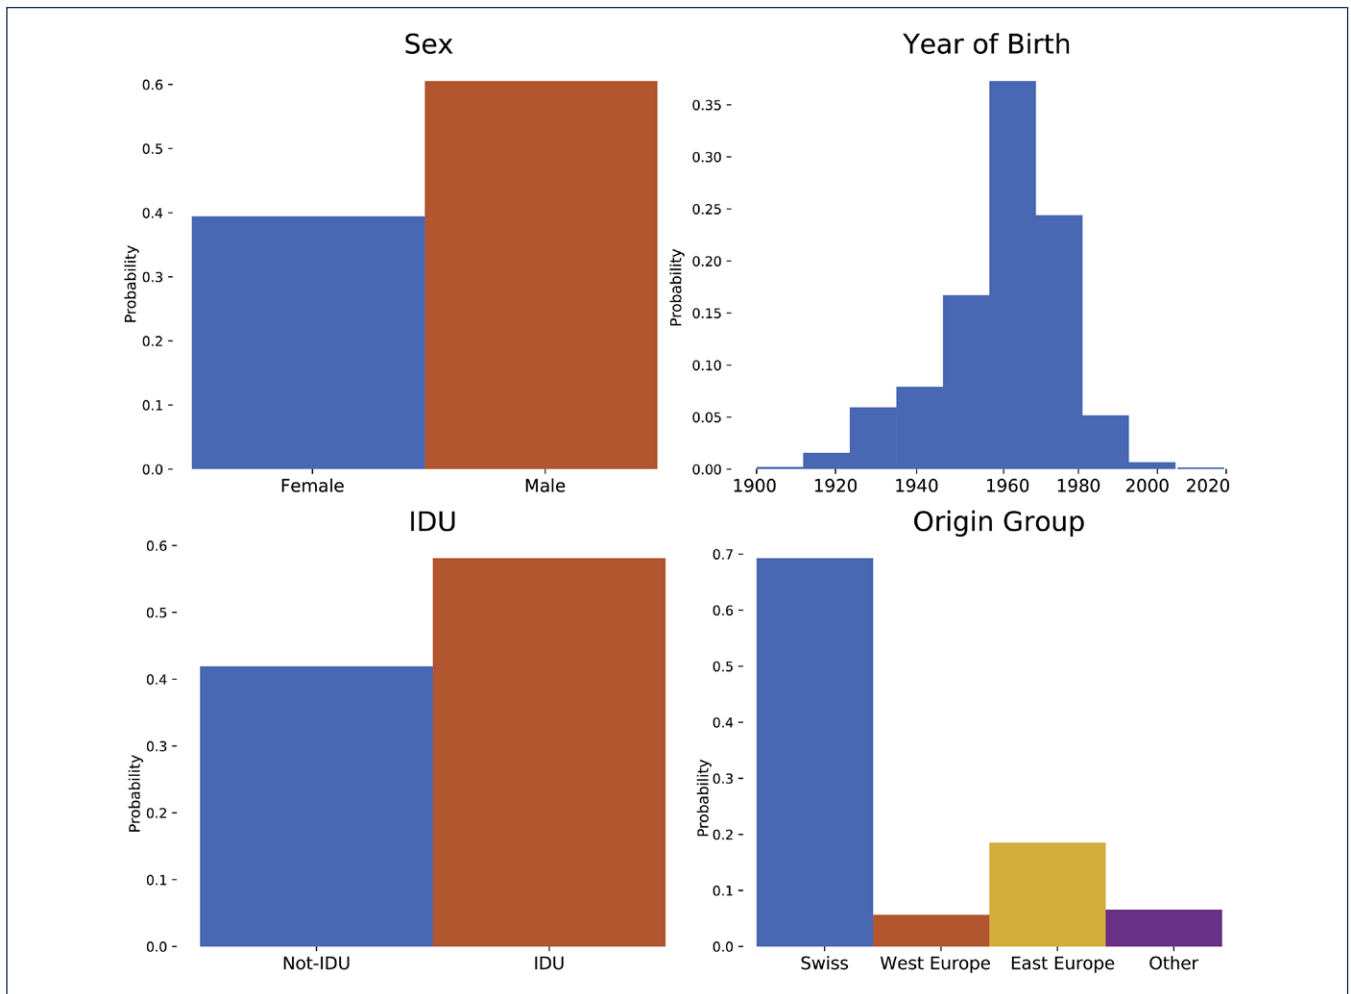 Sex
0.6
0.5
0.4
0.3
0.2
0.1
0.0
Probability
Female Male
Year of Birth
0.35
0.30
0.25
0.20
0.15
0.10
0.05
0.00
Probability
1900 1920 1940 1960 1980 2000 2020
IDU
0.6
0.5
0.4
0.3
0.2
0.1
0.0
Probability
Not-IDU IDU
Origin Group
0.7
0.6
0.5
0.4
0.3
0.2
0.1
0.0
Probability
Swiss West Europe East Europe Other